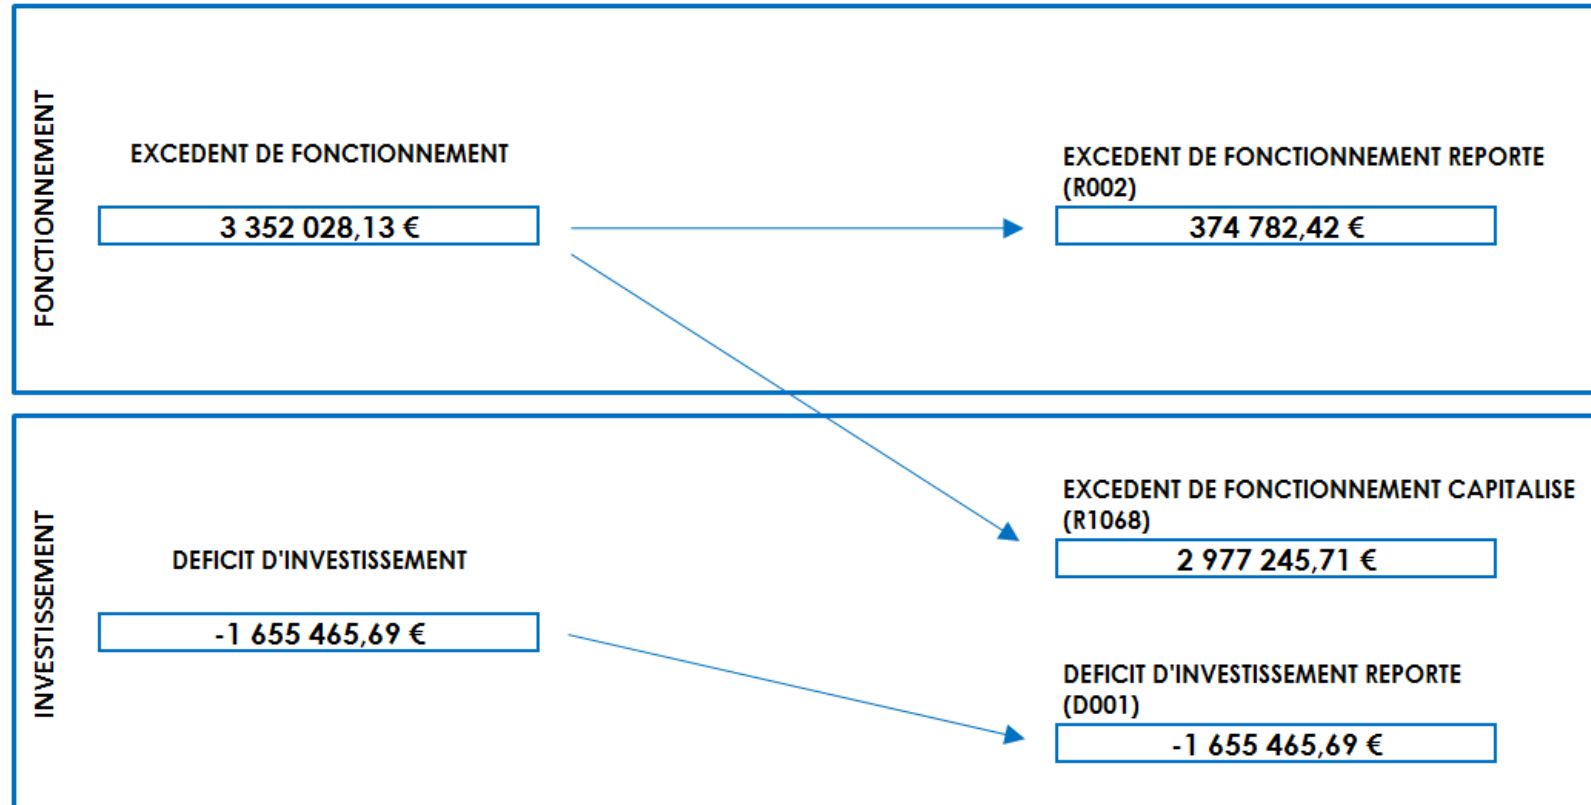 FONCTIONNEMENT
EXCEDENT DE FONCTIONNEMENT
3 352 028,13 €
EXCEDENT DE FONCTIONNEMENT REPORTE
(R002)
374 782,42 €
INVESTISSEMENT
DEFICIT D'INVESTISSEMENT
-1 655 465,69 €
EXCEDENT DE FONCTIONNEMENT CAPITALISE
(R1068)
2 977 245,71 €
DEFICIT D'INVESTISSEMENT REPORTE
(D001)
-1 655 465,69 €